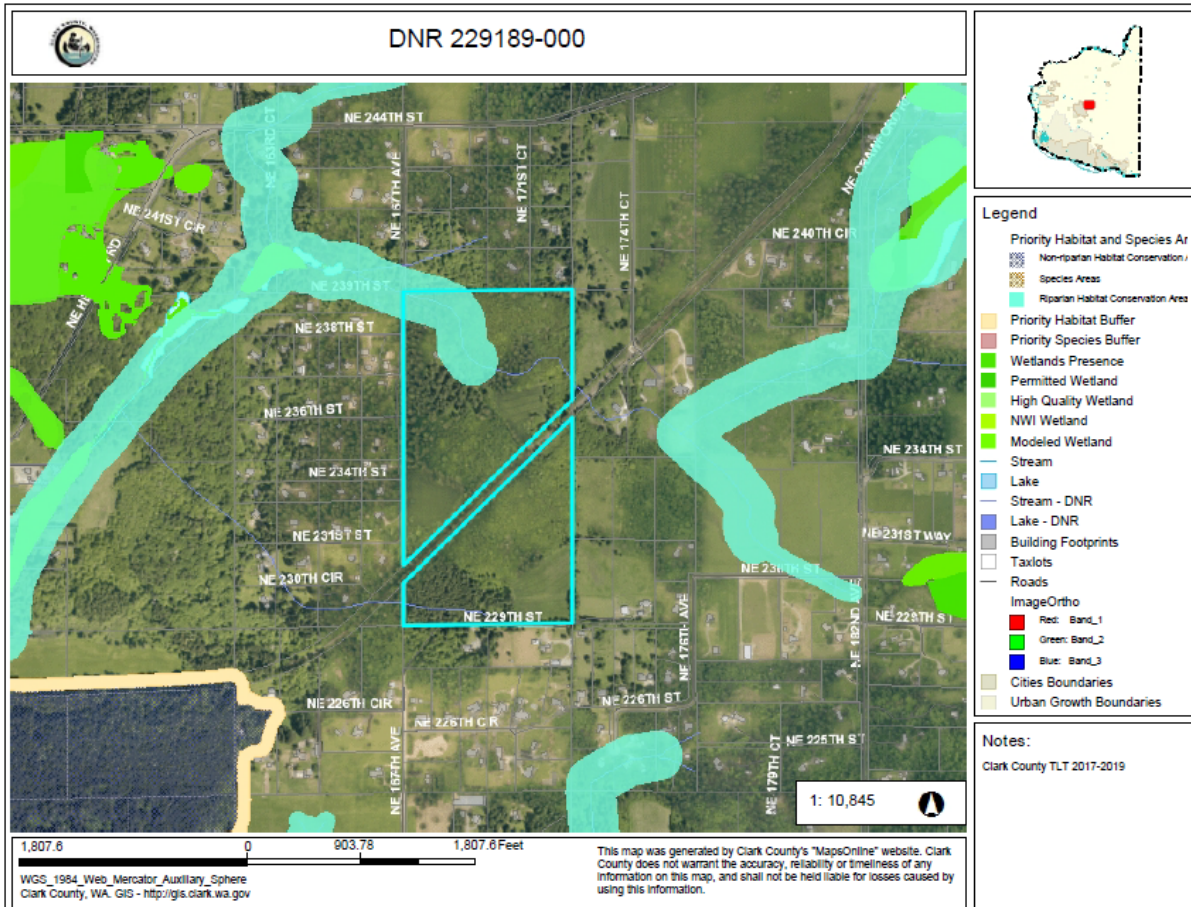 DNR 229189-000
NE 244TH ST
NE 153RD CT
NE 167TH AVE
NE 171ST CT
NE 174TH CT
NE 241ST CIR
NE 240TH CIR
NE 239TH ST
NE 238TH ST
NE 236TH ST
NE 234TH ST
NE 234TH ST
NE 231ST ST
NE 231ST WAY
NE 230TH CIR
NE 229TH ST
NE 176TH AVE
NE 182ND AVE
NE 228TH ST
NE 226TH CIR
NE 226TH CIR
NE 226TH ST
NE 225TH ST
NE 167TH AVE
NE 179TH CT
1: 10,845
Legend
Priority Habitat and Species Ar
Non-riparian Habitat Conservation
Species Areas
Riparian Habitat Conservation Area
Priority Habitat Buffer
Priority Species Buffer
Wetlands Presence
Permitted Wetland
High Quality Wetland
NWI Wetland
Modeled Wetland
Stream
Lake
Stream - DNR
Lake - DNR
Building Footprints
Taxlots
Roads
ImageOrtho
Red: Band_1
Green: Band_2
Blue: Band_3
Cities Boundaries
Urban Growth Boundaries
Notes:
Clark County TLT 2017-2019
1,807.6 0 903.78 1,807.6 Feet
WGS_1984_Web_Mercator_Auxiliary_Sphere
Clark County, WA. GIS - http://gis.clark.wa.gov
This map was generated by Clark County's "MapsOnline" website. Clark
County does not warrant the accuracy, reliability or timeliness of any
information on this map, and shall not be held liable for losses caused by
using this information.